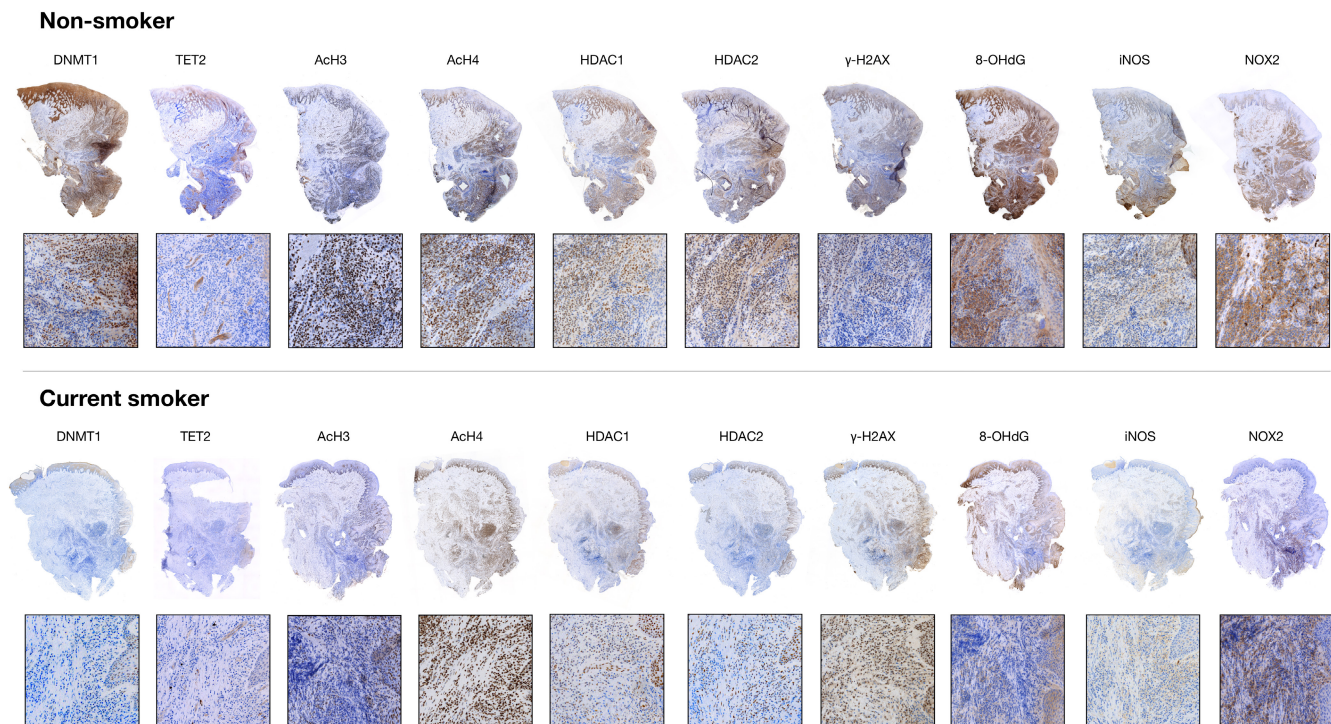 Non-smoker
DNMT1 TET2 AcH3 AcH4 HDAC1 HDAC2 γ-H2AX 8-OHdG iNOS NOX2
Current smoker
DNMT1 TET2 AcH3 AcH4 HDAC1 HDAC2 γ-H2AX 8-OHdG iNOS NOX2